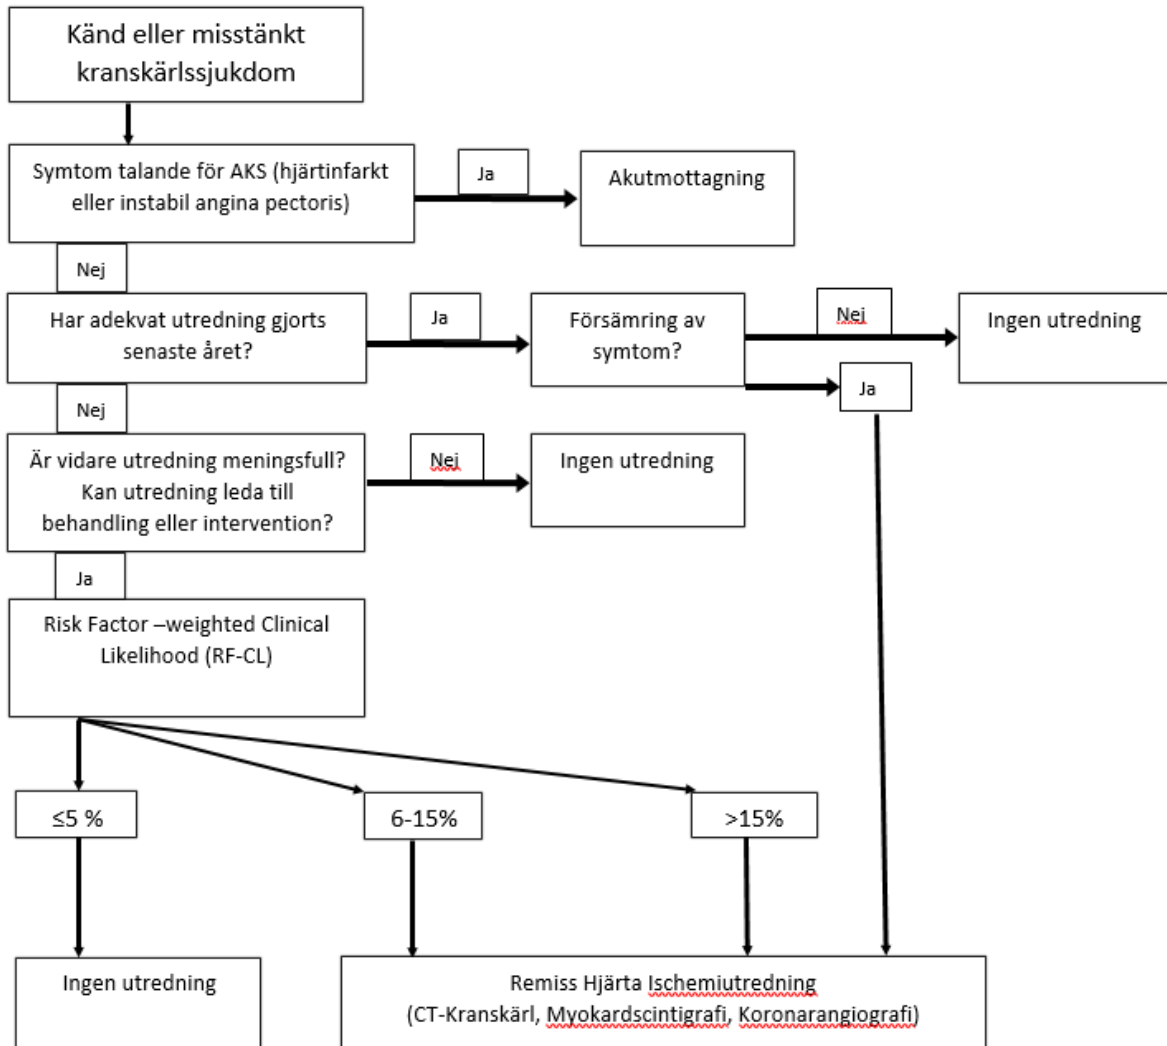 Känd eller misstänkt
kranskärlssjukdom
Symtom talande för AKS (hjärtinfarkt
eller instabil angina pectoris)
Ja
Akutmottagning
Nej
Har adekvat utredning gjorts
senaste året?
Ja
Försämring av
symtom?
Nej
Ingen utredning
Ja
Nej
Är vidare utredning meningsfull?
Kan utredning leda till
behandling eller intervention?
Nej
Ingen utredning
Ja
Risk Factor –weighted Clinical
Likelihood (RF-CL)
≤5 %
6-15%
>15%
Ingen utredning
Remiss Hjärta Ischemiutredning
(CT-Kranskärl, Myokardscintigrafi, Koronarangiografi)